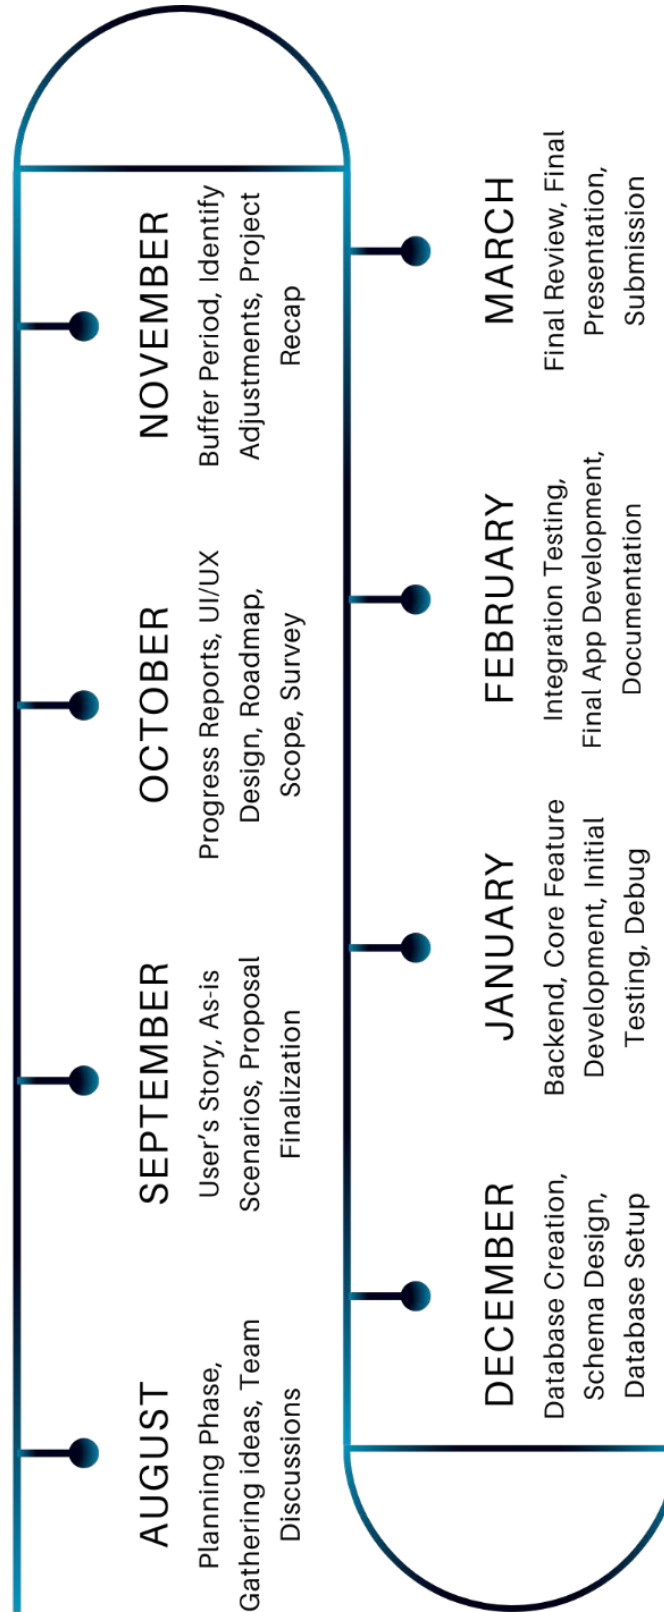 AUGUST
Planning Phase,
Gathering ideas, Team
Discussions
SEPTEMBER
User's Story, As-is
Scenarios, Proposal
Finalization
OCTOBER
Progress Reports, UI/UX
Design, Roadmap,
Scope, Survey
NOVEMBER
Buffer Period, Identify
Adjustments, Project
Recap
DECEMBER
Database Creation,
Schema Design,
Database Setup
JANUARY
Backend, Core Feature
Development, Initial
Testing, Debug
FEBRUARY
Integration Testing,
Final App Development,
Documentation
MARCH
Final Review, Final
Presentation,
Submission